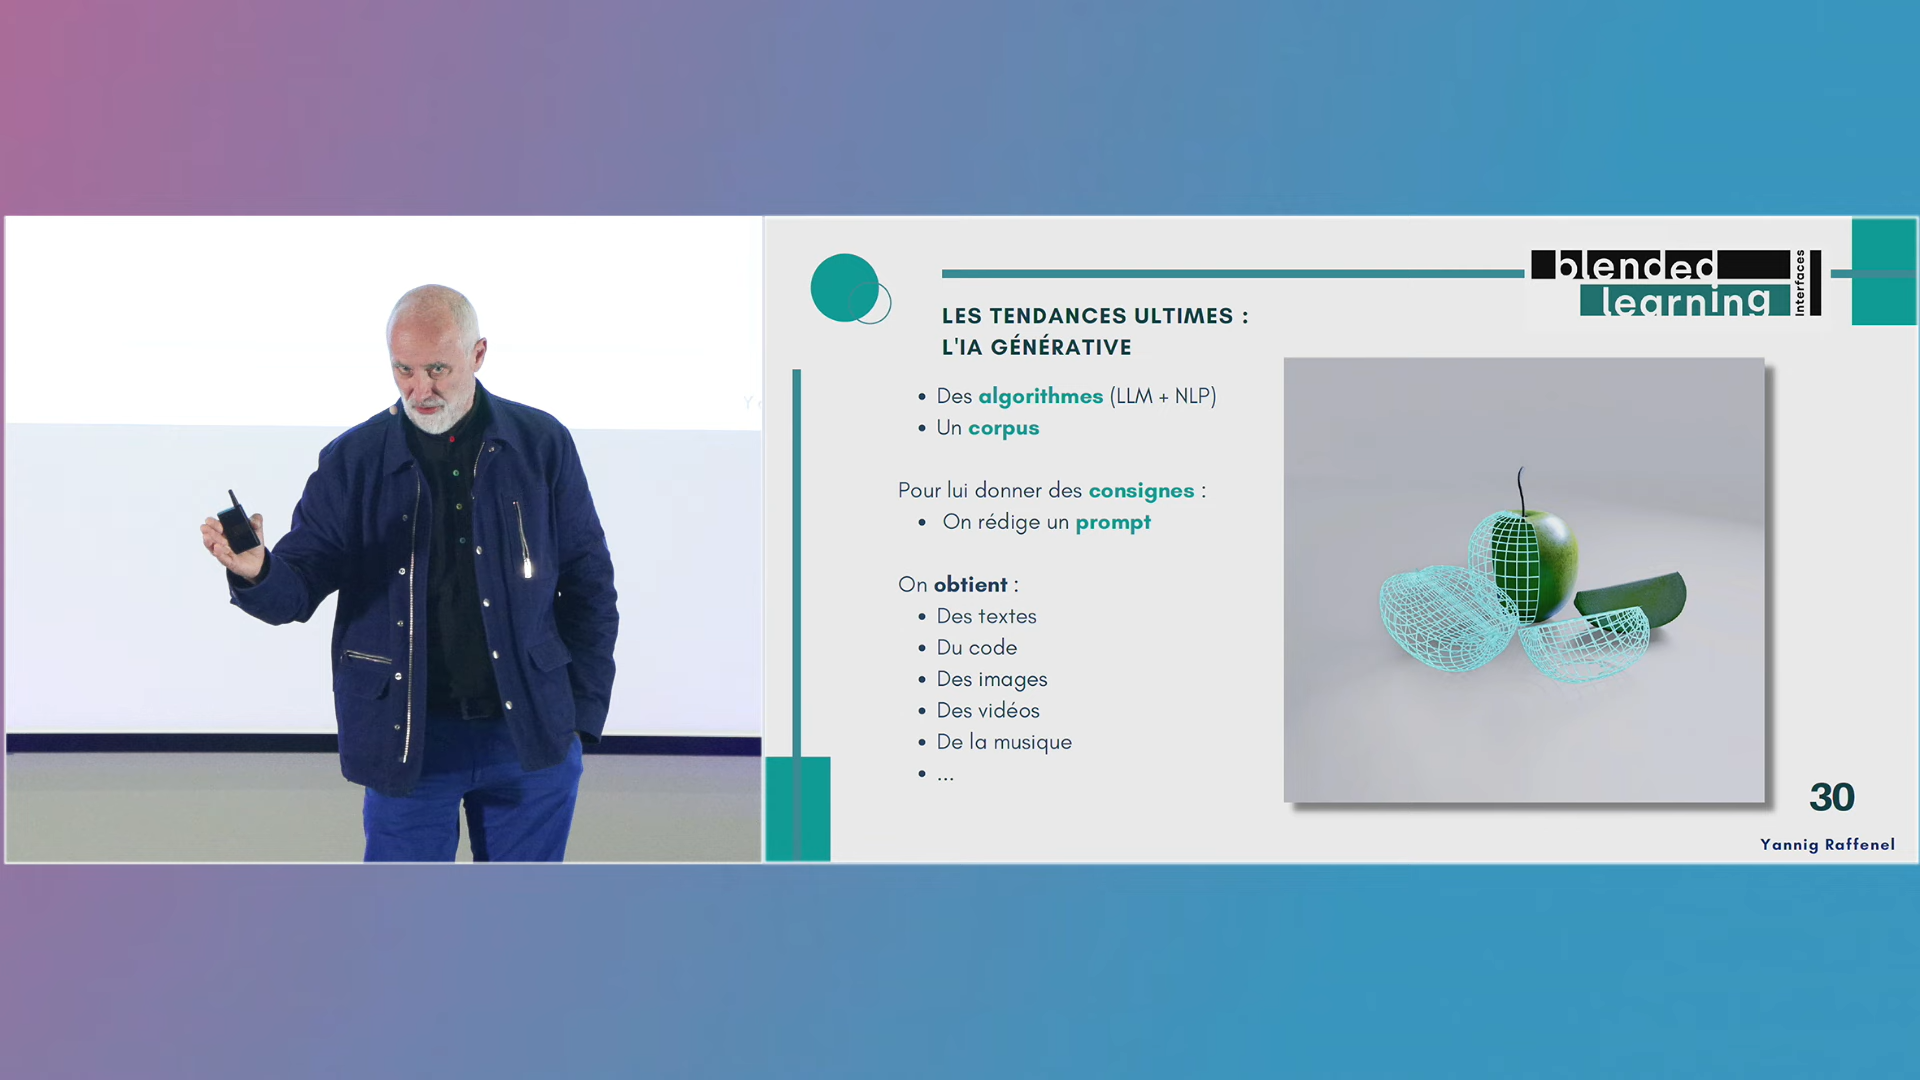 blended
learning
Interfaces
LES TENDANCES ULTIMES :
L'IA GÉNÉRATIVE
• Des algorithmes (LLM + NLP)
• Un corpus
Pour lui donner des consignes :
• On rédige un prompt
On obtient :
• Des textes
• Du code
• Des images
• Des vidéos
• De la musique
• ...
30
Yannig Raffenel